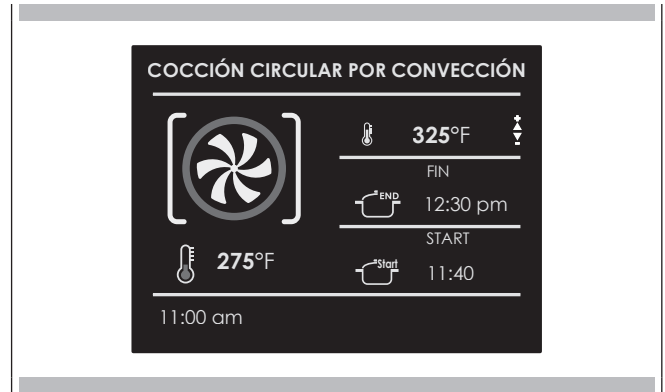 COCCIÓN CIRCULAR POR CONVECCIÓN
325°F
+
-
FIN
END
12:30 pm
START
275°F
Start
11:40
11:00 am